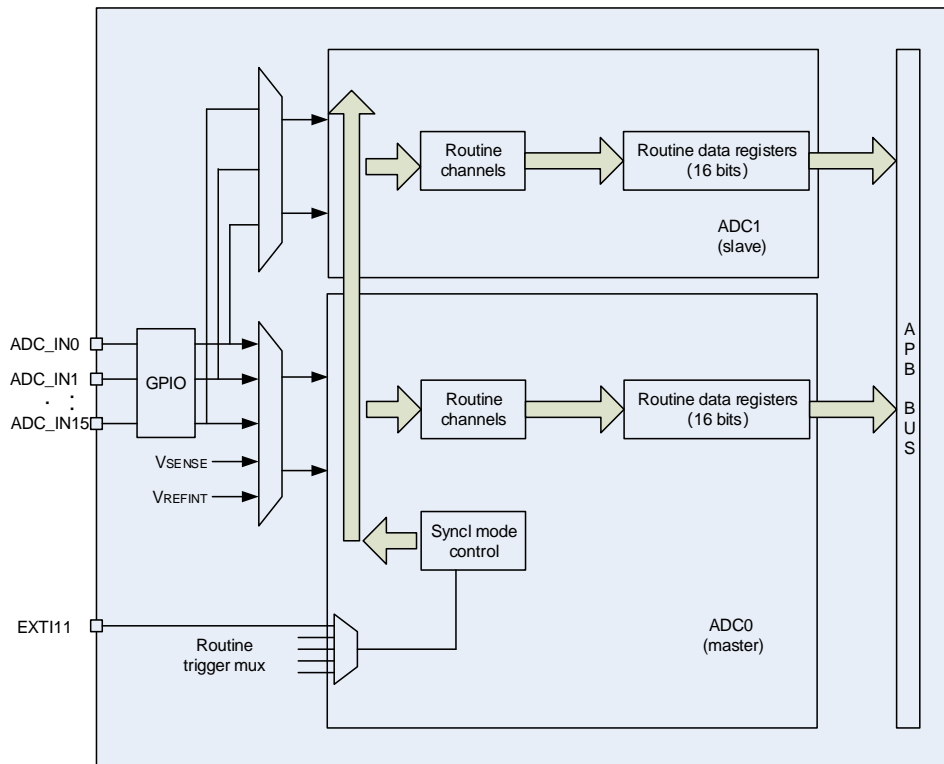 Routine
channels
Routine data registers
(16 bits)
ADC1
(slave)
ADC_IN0
ADC_IN1
. .
. .
ADC_IN15
GPIO
VSENSE
VREFINT
Routine
channels
Routine data registers
(16 bits)
Syncl mode
control
EXTI11
Routine
trigger mux
ADC0
(master)
A
P
B
B
U
S